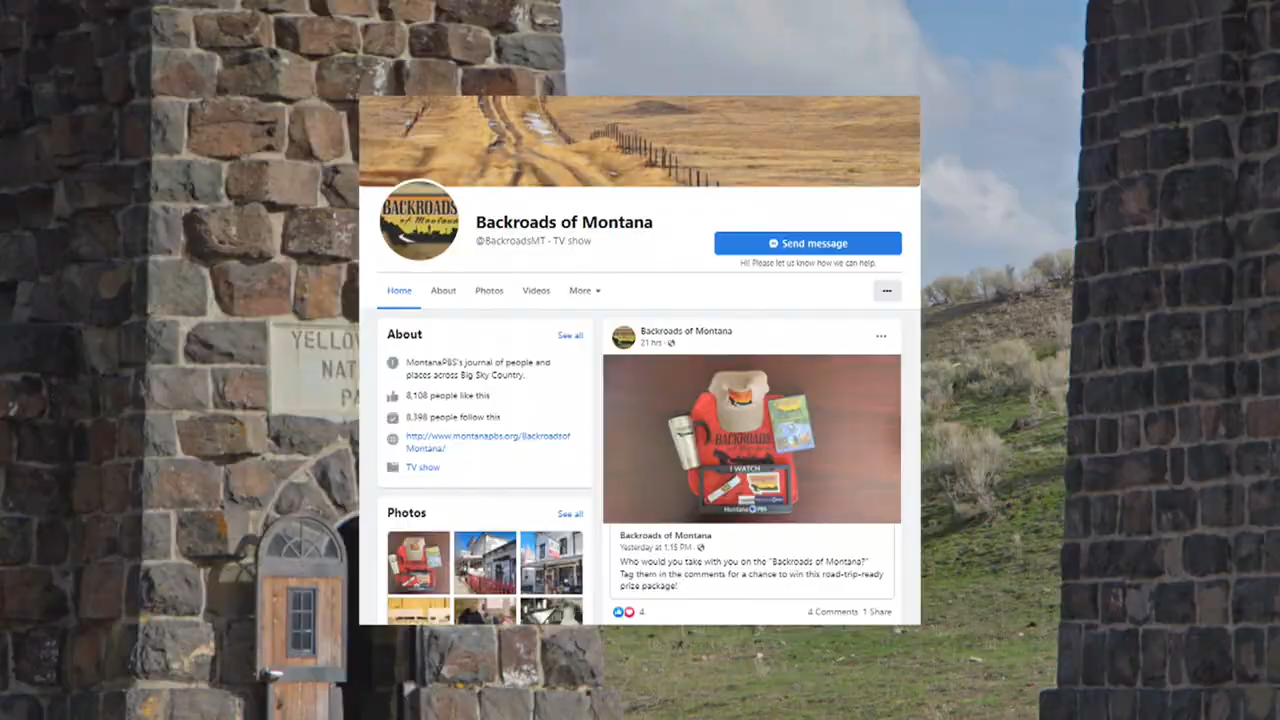 YELLOW
NAT
PA
BACKROADS
of Montana
Backroads of Montana
@BackroadsMT · TV show
Send message
Hi! Please let us know how we can help.
Home About Photos Videos More
About
See all
MontanaPBS's journal of people and
places across Big Sky Country.
8,108 people like this
8,398 people follow this
http://www.montanapbs.org/Backroadsof
Montana/
TV show
Photos
See all
Backroads of Montana
21 hrs ·
BACKROADS
I WATCH
Montana PBS
Backroads of Montana
Yesterday at 1:15 PM ·
Who would you take with you on the "Backroads of Montana?"
Tag them in the comments for a chance to win this road-trip-ready
prize package!
4
4 Comments 1 Share